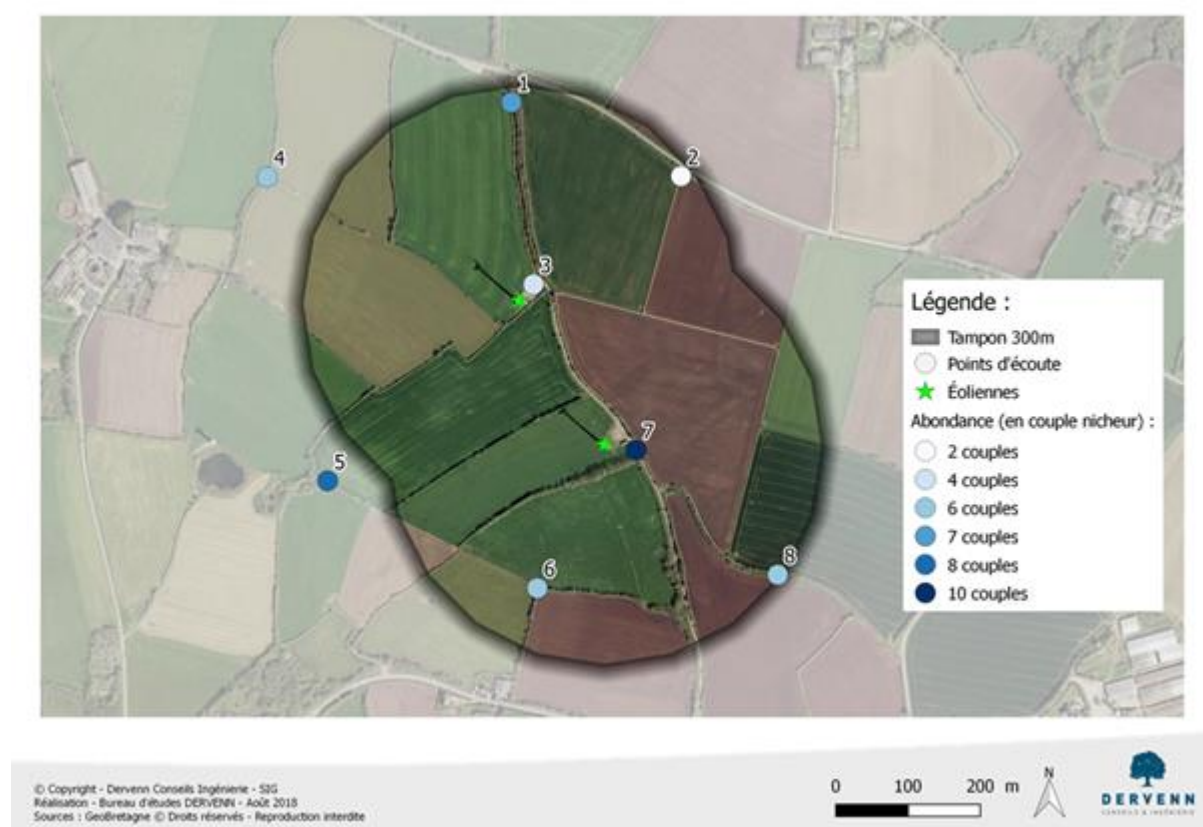 1
2
4
3
7
5
6
8
Légende :
Tampon 300m
Points d'écoute
Éoliennes
Abondance (en couple nicheur) :
2 couples
4 couples
6 couples
7 couples
8 couples
10 couples
© Copyright - Dervenn Conseils Ingénierie - SIG
Réalisation - Bureau d'études DERVENN - Août 2018
Sources : GeoBretagne © Droits réservés - Reproduction interdite
0 100 200 m
N
DERVENN
CONSEILS & INGÉNIERIE